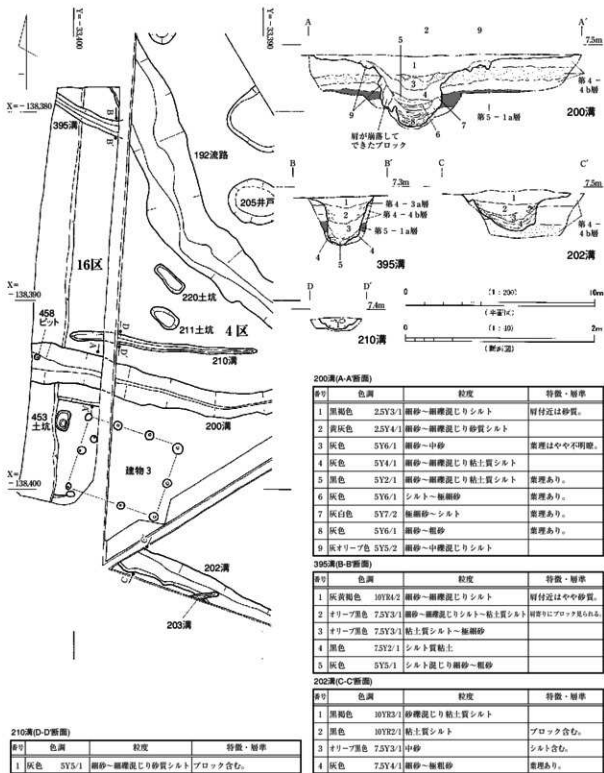 Y=-33,400
Y=-33,390
X=-138,380
X=
-138,390
X=
-138,400
395溝
B
B'
192流路
205井戸
16区
220土坑
211土坑
4区
458
ピット
D
D'
A
A'
210溝
200溝
453
土坑
建物3
C
C'
202溝
203溝
A
5
2
9
A'
7.5m
1
3
4
8
第4-
4b層
9
肩が崩落して
できたブロック
6
7
第5-1a層
200溝
B
B'
7.3m
1
2
3
第4-3a層
第4-4b層
第5-1a層
4
5
4
395溝
C
C'
7.5m
1
2
3
4
第4-
4b層
202溝
D
D'
7.4m
1
210溝
0
(1:200)
10m
(平面図)
0
(1:40)
2m
(断面図)
200溝(A-A'断面)
番号 色調 粒度 特徴・層準
1 黒褐色 2.5Y3/1 細砂～細礫混じりシルト 肩付近は砂質。
2 黄灰色 2.5Y4/1 細砂～細礫混じり砂質シルト
3 灰色 5Y6/1 細砂～中砂 葉理はやや不明瞭。
4 灰色 5Y4/1 細砂～細礫混じり粘土質シルト
5 黒色 5Y2/1 細砂～細礫混じり粘土質シルト 葉理あり。
6 灰色 5Y6/1 シルト～極細砂 葉理あり。
7 灰白色 5Y7/2 極細砂～シルト 葉理あり。
8 灰色 5Y6/1 細砂～粗砂 葉理あり。
9 灰オリーブ色 5Y5/2 細砂～中礫混じりシルト
395溝(B-B'断面)
番号 色調 粒度 特徴・層準
1 灰黄褐色 10YR4/2 細砂～細礫混じりシルト 肩付近はやや砂質。
2 オリーブ黒色 7.5Y3/1 細砂～細礫混じりシルト～粘土質シルト 肩寄りにブロック見られる。
3 オリーブ黒色 7.5Y3/1 粘土質シルト～極細砂
4 黒色 7.5Y2/1 シルト質粘土
5 灰色 5Y5/1 シルト混じり細砂～粗砂
202溝(C-C'断面)
番号 色調 粒度 特徴・層準
1 黒褐色 10YR3/1 砂礫混じり粘土質シルト
2 黒色 10YR2/1 粘土質シルト ブロック含む。
3 オリーブ黒色 7.5Y3/1 中砂 シルト含む。
4 灰色 7.5Y4/1 細砂～極粗砂 葉理あり。
210溝(D-D'断面)
番号 色調 粒度 特徴・層準
1 灰色 5Y5/1 細砂～細礫混じり砂質シルト ブロック含む。